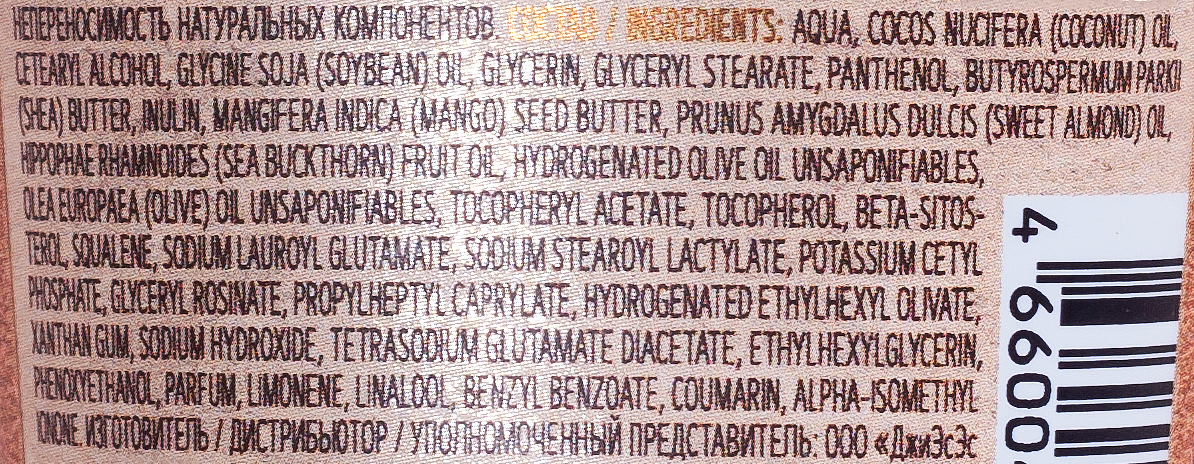 НЕПЕРЕНОСИМОСТЬ НАТУРАЛЬНЫХ КОМПОНЕНТОВ. СОСТАВ / INGREDIENTS: AQUA, COCOS NUCIFERA (COCONUT) OIL,
CETEARYL ALCOHOL, GLYCINE SOJA (SOYBEAN) OIL, GLYCERIN, GLYCERYL STEARATE, PANTHENOL, BUTYROSPERMUM PARKII
(SHEA) BUTTER, INULIN, MANGIFERA INDICA (MANGO) SEED BUTTER, PRUNUS AMYGDALUS DULCIS (SWEET ALMOND) OIL,
HIPPOPHAE RHAMNOIDES (SEA BUCKTHORN) FRUIT OIL, HYDROGENATED OLIVE OIL UNSAPONIFIABLES,
OLEA EUROPAEA (OLIVE) OIL UNSAPONIFIABLES, TOCOPHERYL ACETATE, TOCOPHEROL, BETA-SITOS-
TEROL, SQUALENE, SODIUM LAUROYL GLUTAMATE, SODIUM STEAROYL LACTYLATE, POTASSIUM CETYL
PHOSPHATE, GLYCERYL ROSINATE, PROPYLHEPTYL CAPRYLATE, HYDROGENATED ETHYLHEXYL OLIVATE,
XANTHAN GUM, SODIUM HYDROXIDE, TETRASODIUM GLUTAMATE DIACETATE, ETHYLHEXYLGLYCERIN,
PHENOXYETHANOL, PARFUM, LIMONENE, LINALOOL, BENZYL BENZOATE, COUMARIN, ALPHA-ISOMETHYL
IONONE. ИЗГОТОВИТЕЛЬ / ДИСТРИБЬЮТОР / УПОЛНОМОЧЕННЫЙ ПРЕДСТАВИТЕЛЬ: ООО «ДжиЭсЭс
4 6600